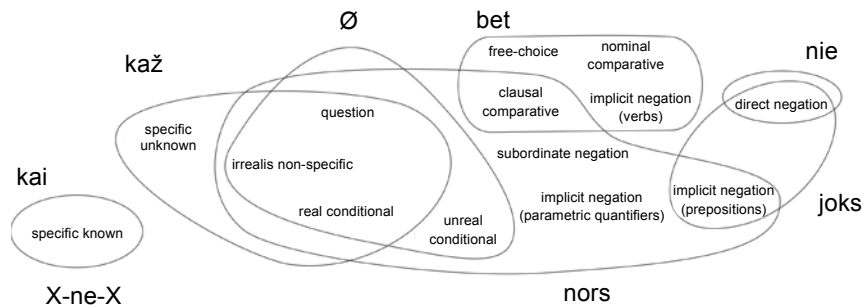 Ø
bet
kaž
nie
free-choice
nominal
comparative
clausal
comparative
implicit negation
(verbs)
direct negation
specific
unknown
question
subordinate negation
irrealis non-specific
kai
implicit negation
(parametric quantifiers)
implicit negation
(prepositions)
joks
real conditional
unreal
conditional
specific known
X-ne-X
nors